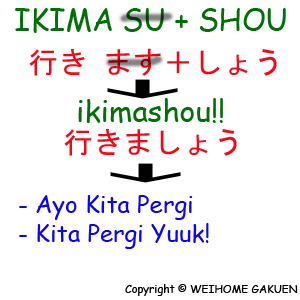 IKIMA SU + SHOU
行き ます＋しょう
ikimashou!!
行きましょう
- Ayo Kita Pergi
- Kita Pergi Yuuk!
Copyright © WEIHOME GAKUEN